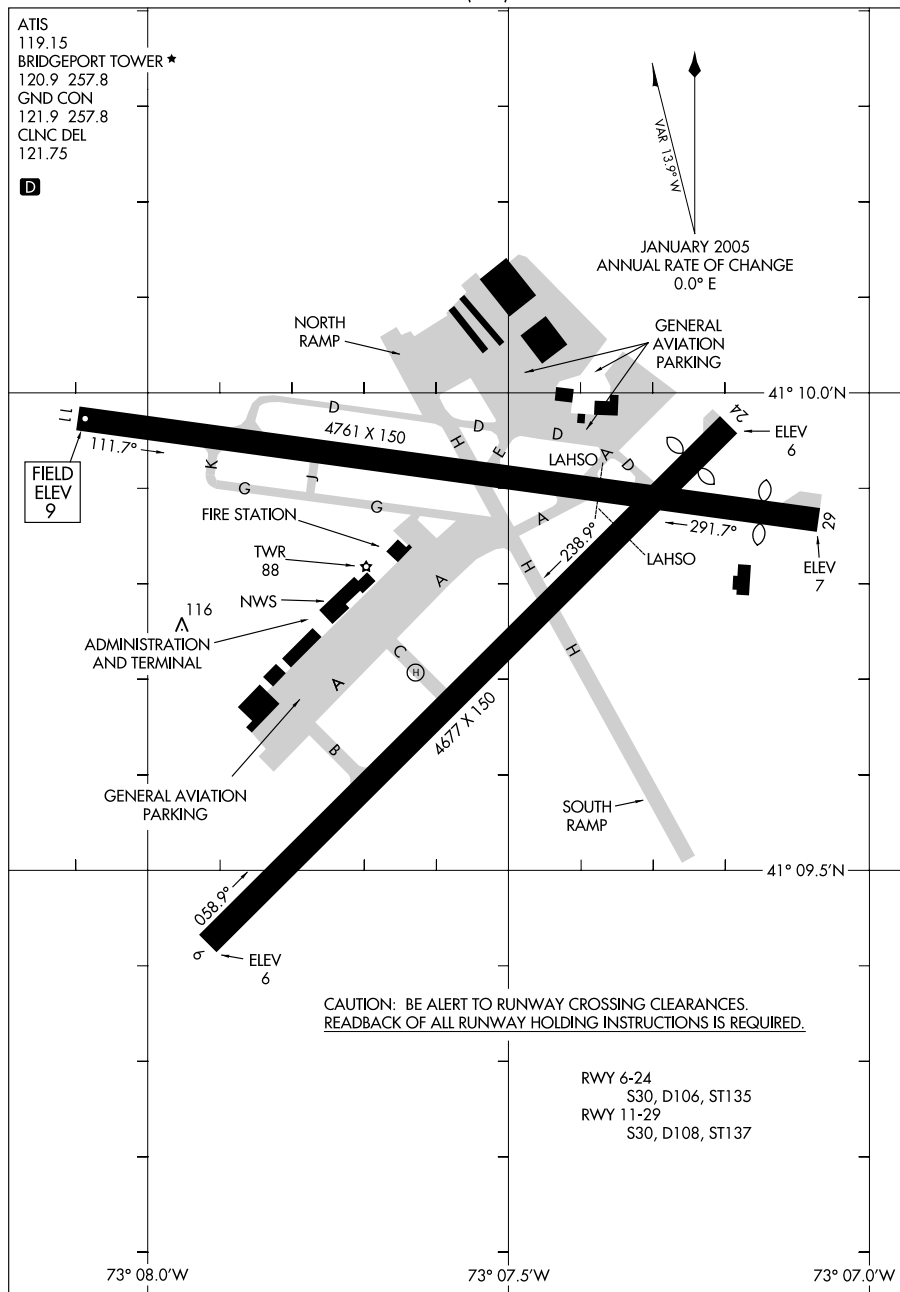 ATIS
119.15
BRIDGEPORT TOWER ★
120.9 257.8
GND CON
121.9 257.8
CLNC DEL
121.75
D
VAR 13.9° W
JANUARY 2005
ANNUAL RATE OF CHANGE
0.0° E
NORTH
RAMP
GENERAL
AVIATION
PARKING
41° 10.0'N
11
111.7°
4761 X 150
D
H
D
E
D
A
D
24
ELEV
6
FIELD
ELEV
9
K
G
J
G
LAHSO
A
238.9°
LAHSO
291.7°
29
ELEV
7
FIRE STATION
TWR
88
NWS
116
ADMINISTRATION
AND TERMINAL
A
H
H
C
H
A
B
4677 X 150
GENERAL AVIATION
PARKING
SOUTH
RAMP
41° 09.5'N
058.9°
6
ELEV
6
CAUTION: BE ALERT TO RUNWAY CROSSING CLEARANCES.
READBACK OF ALL RUNWAY HOLDING INSTRUCTIONS IS REQUIRED.
RWY 6-24
S30, D106, ST135
RWY 11-29
S30, D108, ST137
73° 08.0'W
73° 07.5'W
73° 07.0'W